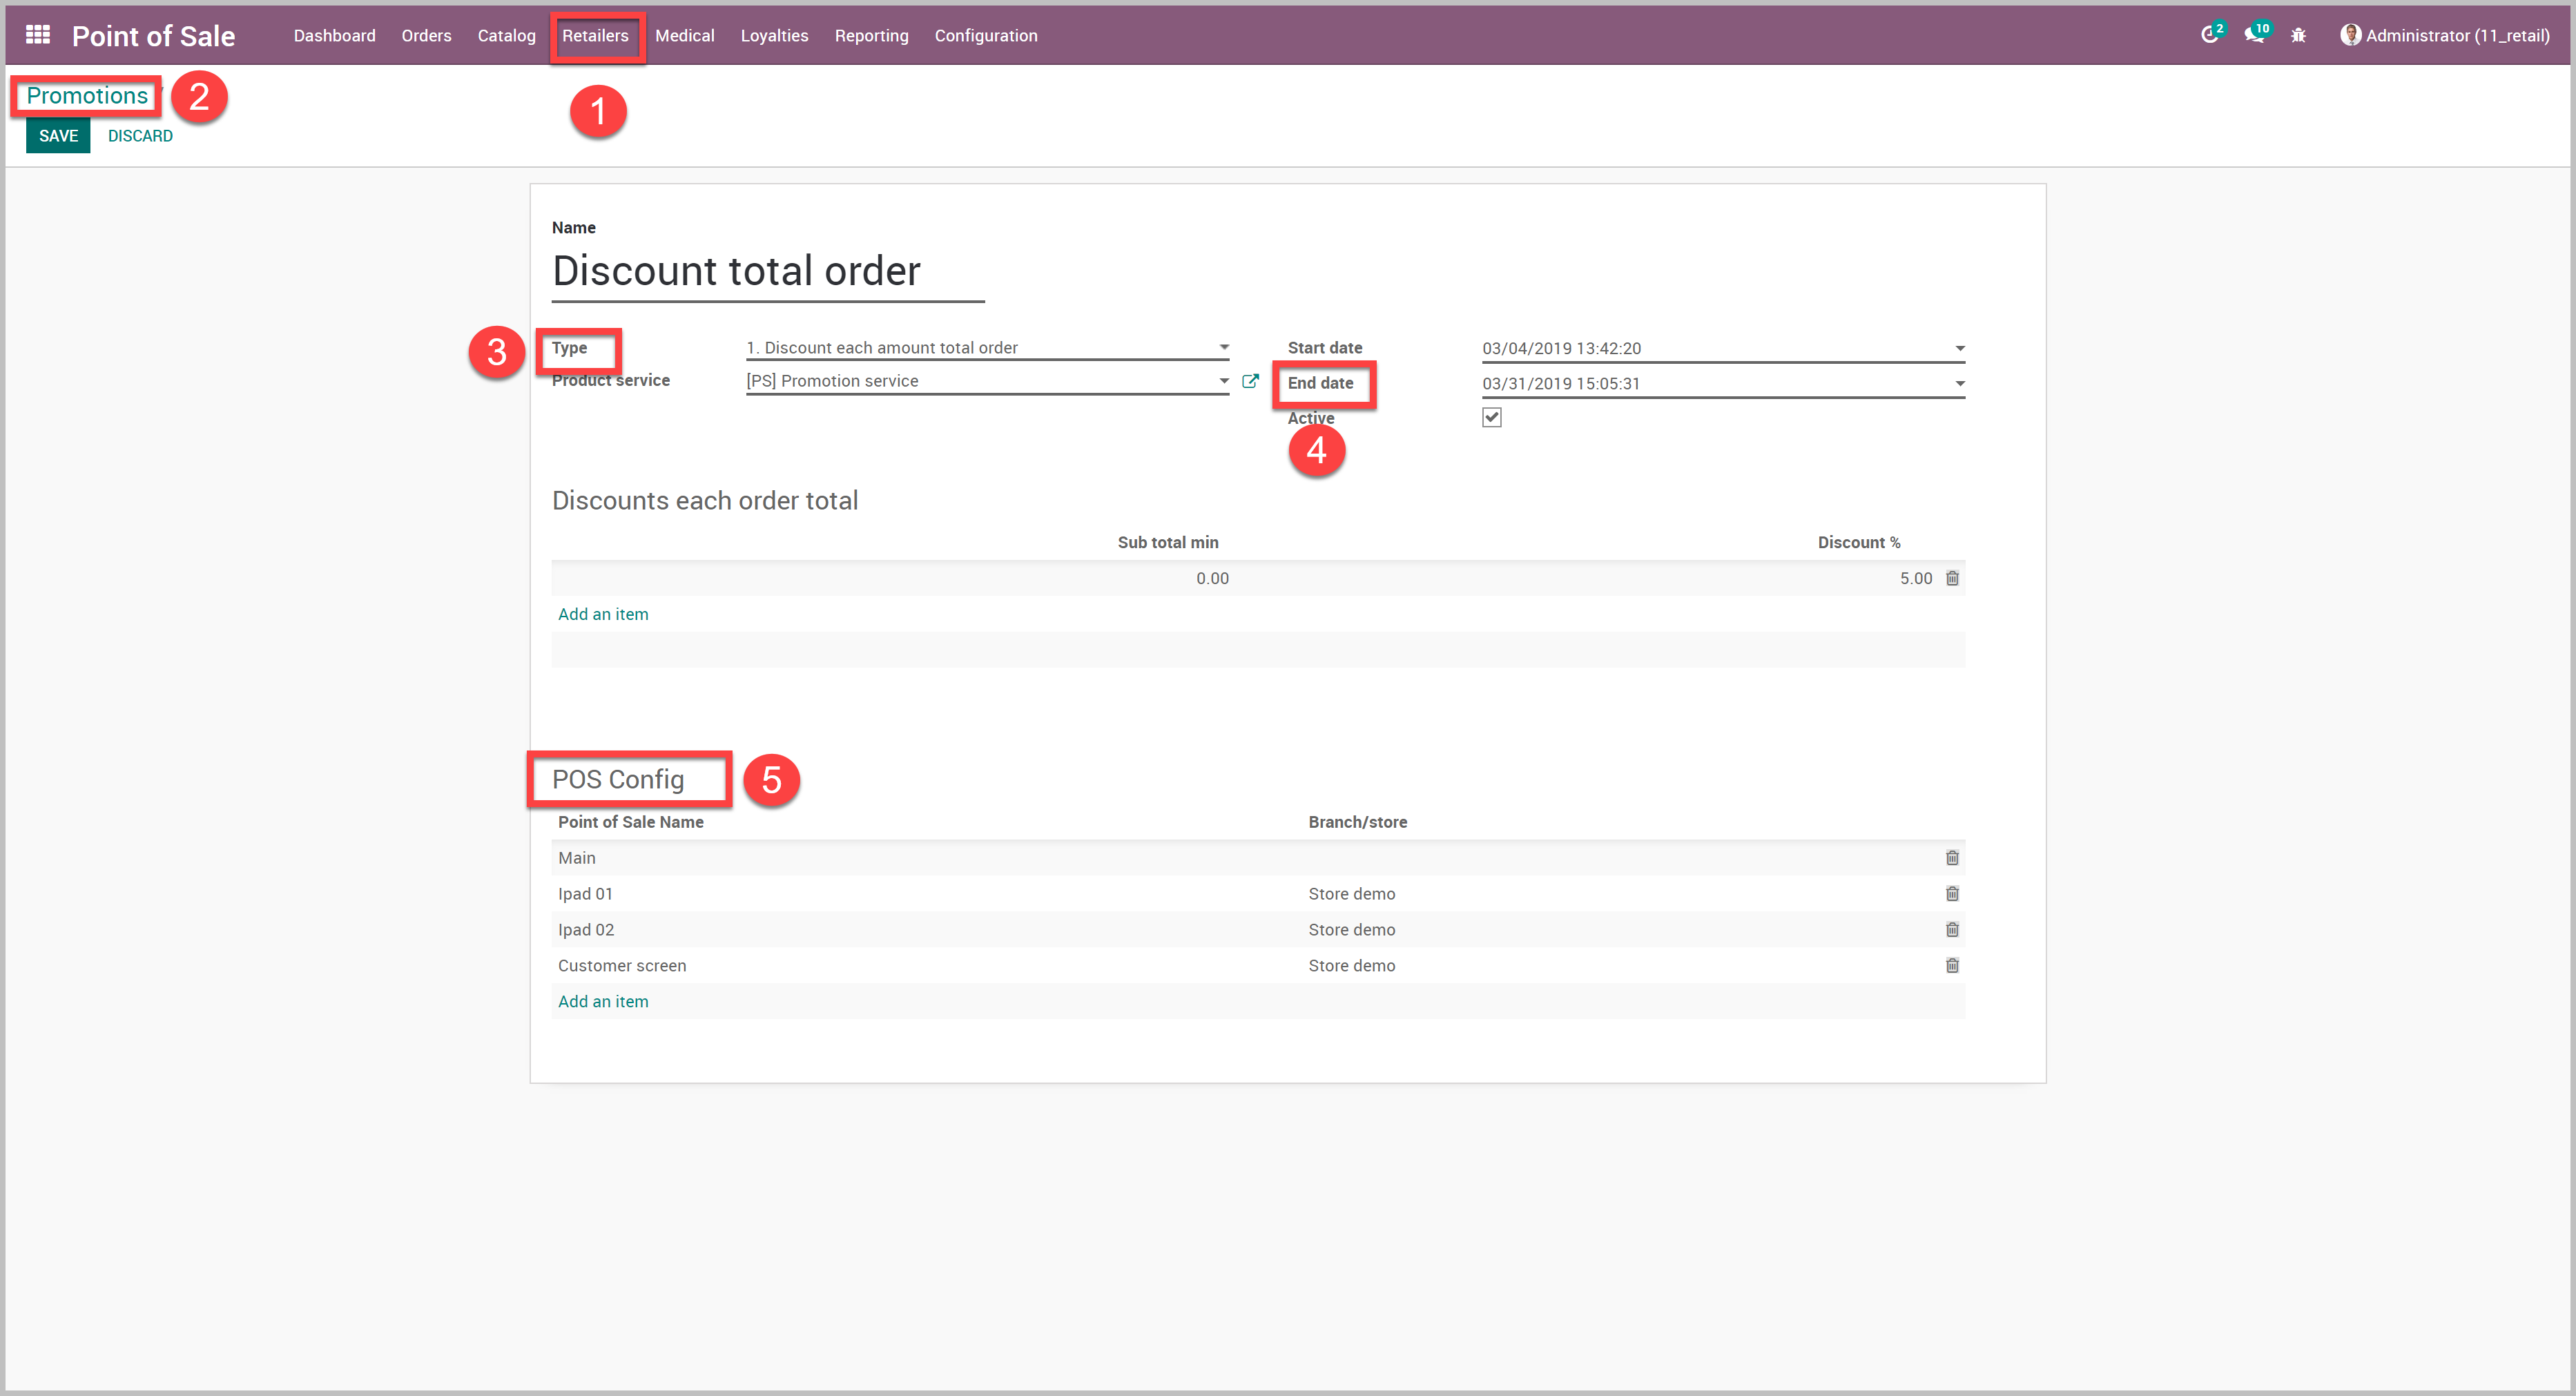 Point of Sale Dashboard Orders Catalog Retailers Medical Loyalties Reporting Configuration 2 10 Administrator (11_retail)
Promotions 2
1
SAVE DISCARD
Name
Discount total order
3 Type 1. Discount each amount total order Start date 03/04/2019 13:42:20
Product service [PS] Promotion service End date 03/31/2019 15:05:31
Active
4
Discounts each order total
Sub total min Discount %
0.00 5.00
Add an item
POS Config 5
Point of Sale Name Branch/store
Main
Ipad 01 Store demo
Ipad 02 Store demo
Customer screen Store demo
Add an item